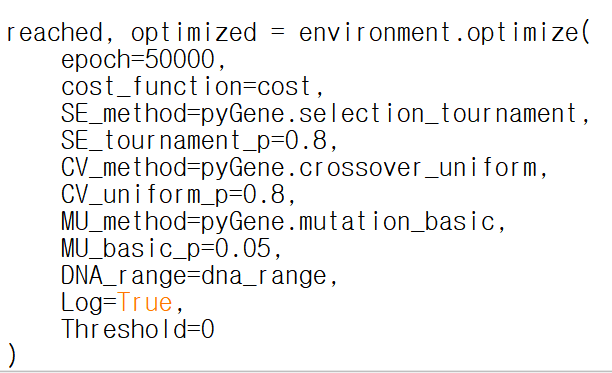 reached, optimized = environment.optimize(
    epoch=50000,
    cost_function=cost,
    SE_method=pyGene.selection_tournament,
    SE_tournament_p=0.8,
    CV_method=pyGene.crossover_uniform,
    CV_uniform_p=0.8,
    MU_method=pyGene.mutation_basic,
    MU_basic_p=0.05,
    DNA_range=dna_range,
    Log=True,
    Threshold=0
)